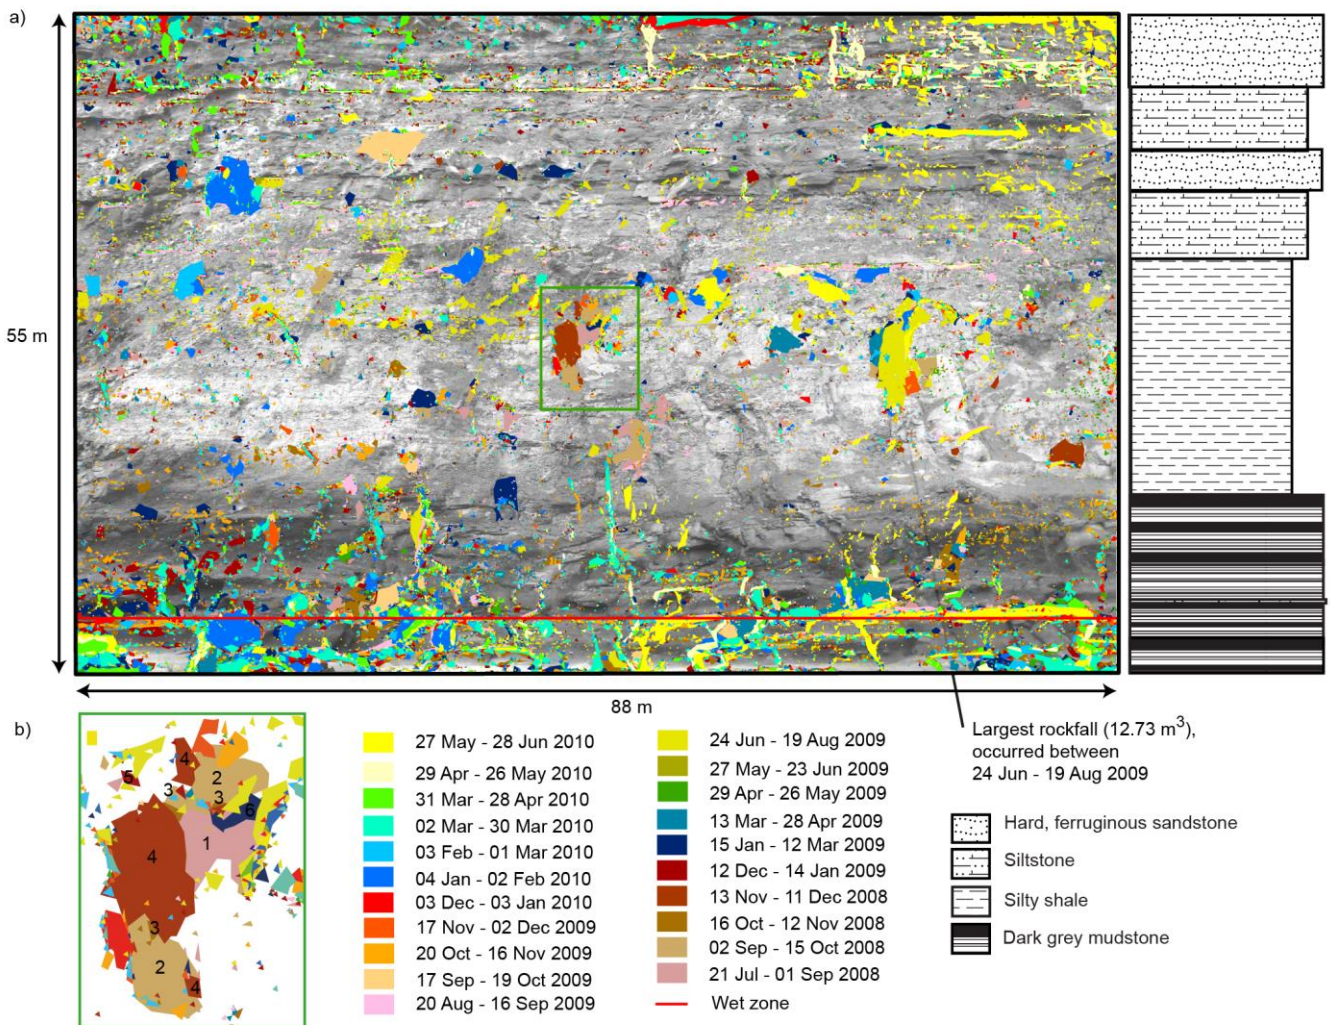 a)
55 m
88 m
Largest rockfall (12.73 m3),
occurred between
24 Jun - 19 Aug 2009
b)
4
2
5
3
3
6
1
4
3
2
4
27 May - 28 Jun 2010
29 Apr - 26 May 2010
31 Mar - 28 Apr 2010
02 Mar - 30 Mar 2010
03 Feb - 01 Mar 2010
04 Jan - 02 Feb 2010
03 Dec - 03 Jan 2010
17 Nov - 02 Dec 2009
20 Oct - 16 Nov 2009
17 Sep - 19 Oct 2009
20 Aug - 16 Sep 2009
24 Jun - 19 Aug 2009
27 May - 23 Jun 2009
29 Apr - 26 May 2009
13 Mar - 28 Apr 2009
15 Jan - 12 Mar 2009
12 Dec - 14 Jan 2009
13 Nov - 11 Dec 2008
16 Oct - 12 Nov 2008
02 Sep - 15 Oct 2008
21 Jul - 01 Sep 2008
Wet zone
Hard, ferruginous sandstone
Siltstone
Silty shale
Dark grey mudstone